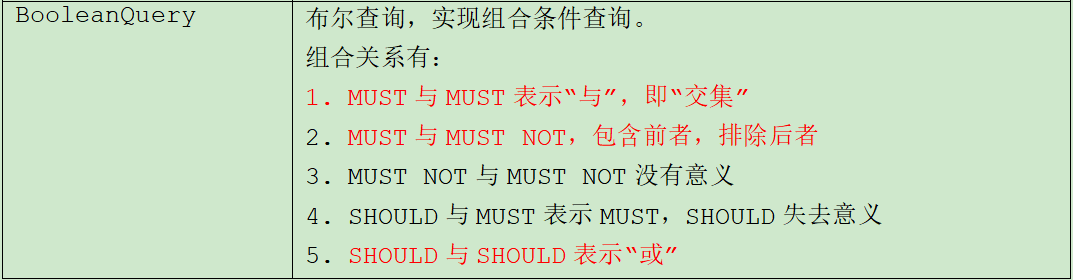 BooleanQuery
布尔查询，实现组合条件查询。
组合关系有：
1. MUST 与 MUST 表示“与”，即“交集”
2. MUST 与 MUST NOT，包含前者，排除后者
3. MUST NOT 与 MUST NOT 没有意义
4. SHOULD 与 MUST 表示 MUST，SHOULD 失去意义
5. SHOULD 与 SHOULD 表示“或”